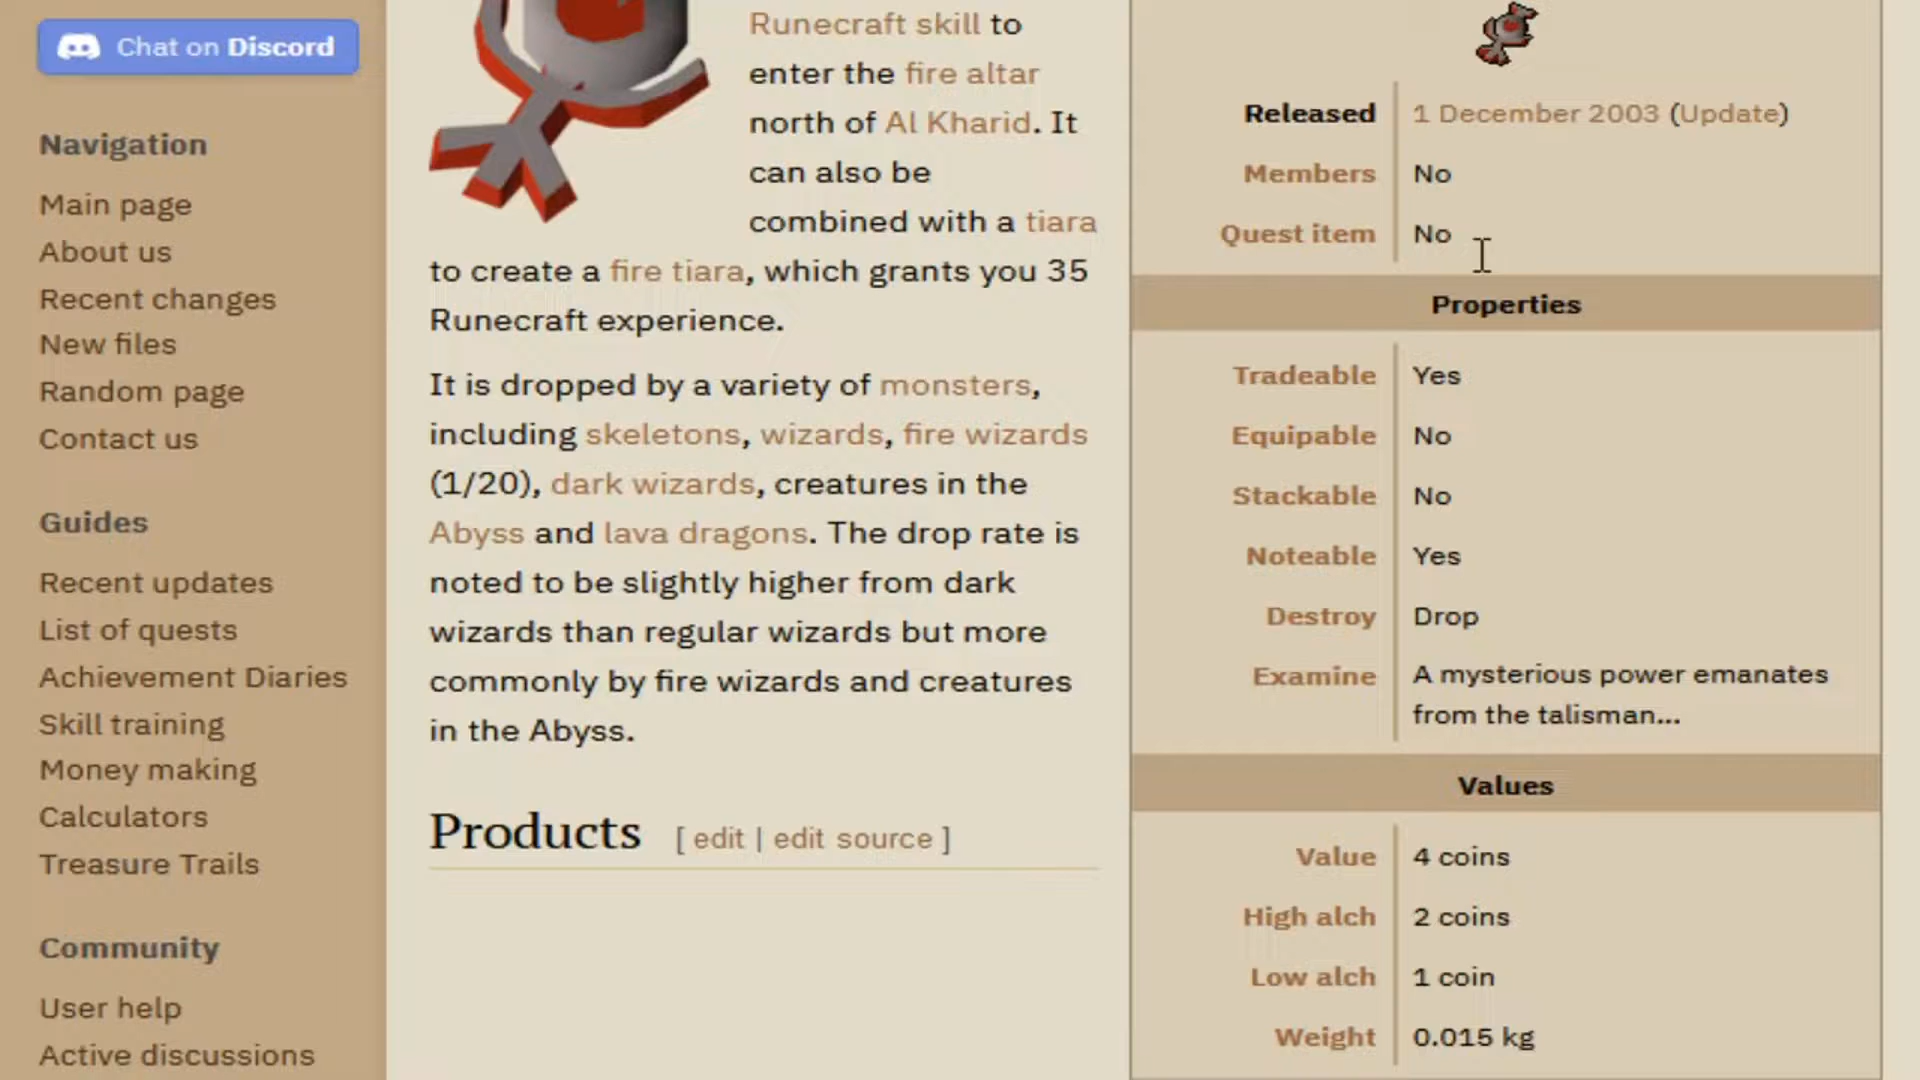 Chat on Discord
Navigation
Main page
About us
Recent changes
New files
Random page
Contact us
Guides
Recent updates
List of quests
Achievement Diaries
Skill training
Money making
Calculators
Treasure Trails
Community
User help
Active discussions
Runecraft skill to
enter the fire altar
north of Al Kharid. It
can also be
combined with a tiara
to create a fire tiara, which grants you 35
Runecraft experience.
It is dropped by a variety of monsters,
including skeletons, wizards, fire wizards
(1/20), dark wizards, creatures in the
Abyss and lava dragons. The drop rate is
noted to be slightly higher from dark
wizards than regular wizards but more
commonly by fire wizards and creatures
in the Abyss.
Products [ edit | edit source ]
Released 1 December 2003 (Update)
Members No
Quest item No
Properties
Tradeable Yes
Equipable No
Stackable No
Noteable Yes
Destroy Drop
Examine A mysterious power emanates
from the talisman...
Values
Value 4 coins
High alch 2 coins
Low alch 1 coin
Weight 0.015 kg